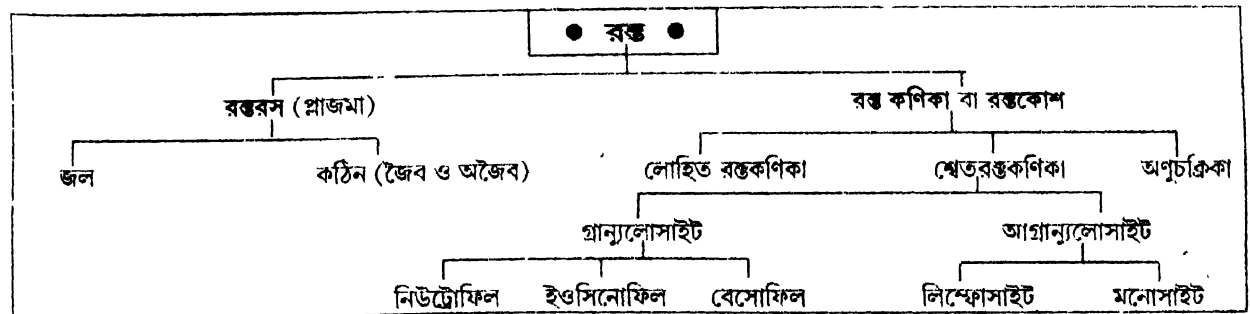 ● রক্ত ●
রক্তরস (প্লাজমা) রক্ত কণিকা বা রক্তকোশ
জল কঠিন (জৈব ও অজৈব) লোহিত রক্তকণিকা শ্বেতরক্তকণিকা অণুচক্রিকা
গ্রান্যুলোসাইট আগ্রান্যুলোসাইট
নিউট্রোফিল ইওসিনোফিল বেসোফিল লিম্ফোসাইট মনোসাইট